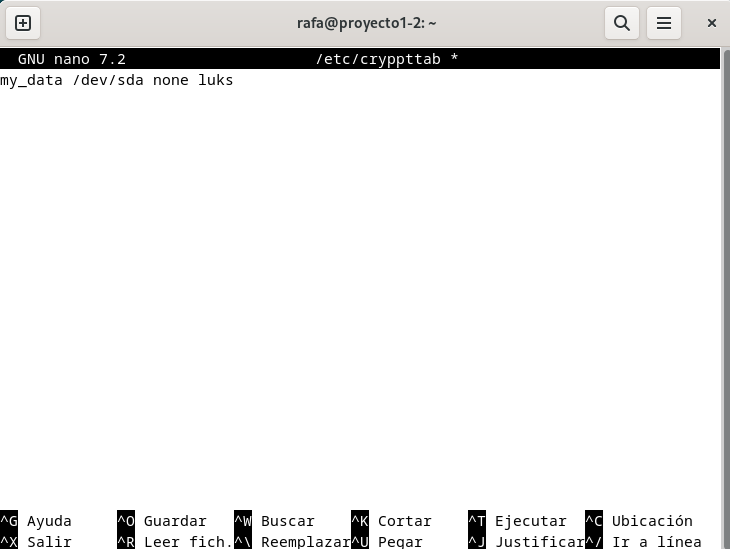 rafa@proyecto1-2: ~
GNU nano 7.2 /etc/cryppttab *
my_data /dev/sda none luks
^G Ayuda ^O Guardar ^W Buscar ^K Cortar ^T Ejecutar ^C Ubicación
^X Salir ^R Leer fich. ^\ Reemplazar ^U Pegar ^J Justificar ^/ Ir a línea